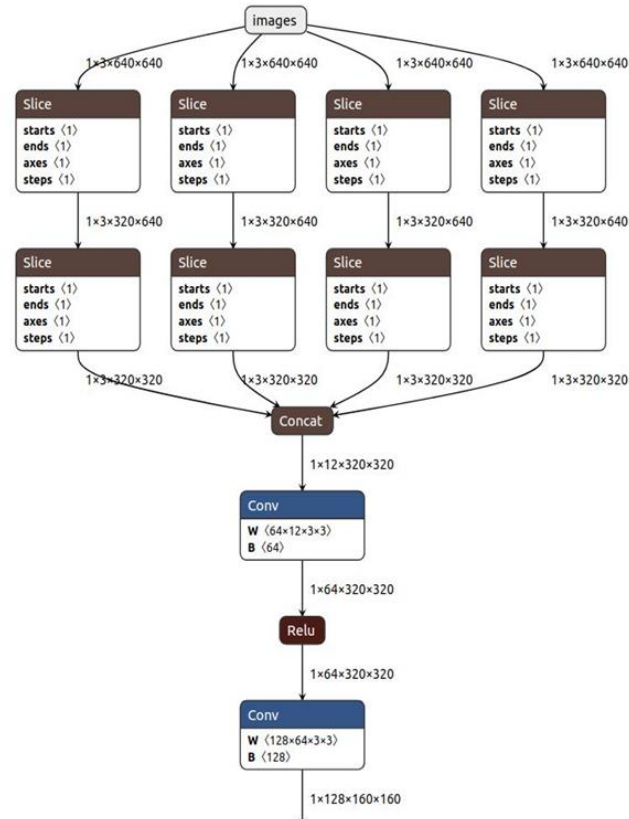 images
1×3×640×640 1×3×640×640 1×3×640×640 1×3×640×640
Slice Slice Slice Slice
starts 〈1〉 starts 〈1〉 starts 〈1〉 starts 〈1〉
ends 〈1〉 ends 〈1〉 ends 〈1〉 ends 〈1〉
axes 〈1〉 axes 〈1〉 axes 〈1〉 axes 〈1〉
steps 〈1〉 steps 〈1〉 steps 〈1〉 steps 〈1〉
1×3×320×640 1×3×320×640 1×3×320×640 1×3×320×640
Slice Slice Slice Slice
starts 〈1〉 starts 〈1〉 starts 〈1〉 starts 〈1〉
ends 〈1〉 ends 〈1〉 ends 〈1〉 ends 〈1〉
axes 〈1〉 axes 〈1〉 axes 〈1〉 axes 〈1〉
steps 〈1〉 steps 〈1〉 steps 〈1〉 steps 〈1〉
1×3×320×320 1×3×320×320 1×3×320×320 1×3×320×320
Concat
1×12×320×320
Conv
W 〈64×12×3×3〉
B 〈64〉
1×64×320×320
Relu
1×64×320×320
Conv
W 〈128×64×3×3〉
B 〈128〉
1×128×160×160